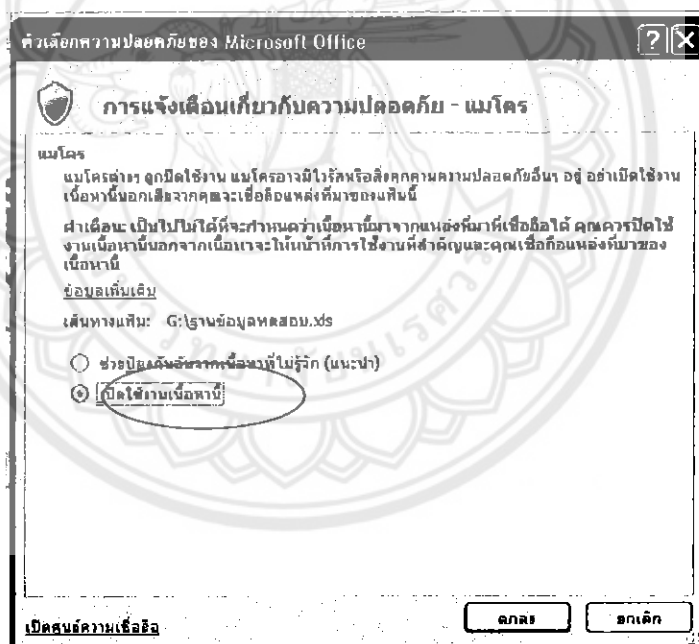 ตัวเลือกความปลอดภัยของ Microsoft Office
การแจ้งเตือนเกี่ยวกับความปลอดภัย - แมโคร
แมโคร
แมโครต่างๆ ถูกปิดใช้งาน แมโครอาจมีไวรัสหรือสิ่งคุกคามความปลอดภัยอื่นๆ อยู่ อย่าเปิดใช้งาน
เนื้อหานี้นอกเสียจากคุณจะเชื่อถือแหล่งที่มาของแฟ้มนี้
คำเตือน: เป็นไปไม่ได้ที่จะกำหนดว่าเนื้อหานี้มาจากแหล่งที่มาที่เชื่อถือได้ คุณควรปิดใช้
งานเนื้อหานี้นอกจากเนื้อหาจะให้หน้าที่การใช้งานที่สำคัญและคุณเชื่อถือแหล่งที่มาของ
เนื้อหานี้
ข้อมูลเพิ่มเติม
เส้นทางแฟ้ม: G:\ฐานข้อมูลทดสอบ.xls
ช่วยป้องกันฉันจากเนื้อหาที่ไม่รู้จัก (แนะนำ)
เปิดใช้งานเนื้อหานี้
เปิดศูนย์ความเชื่อถือ
ตกลง
ยกเลิก